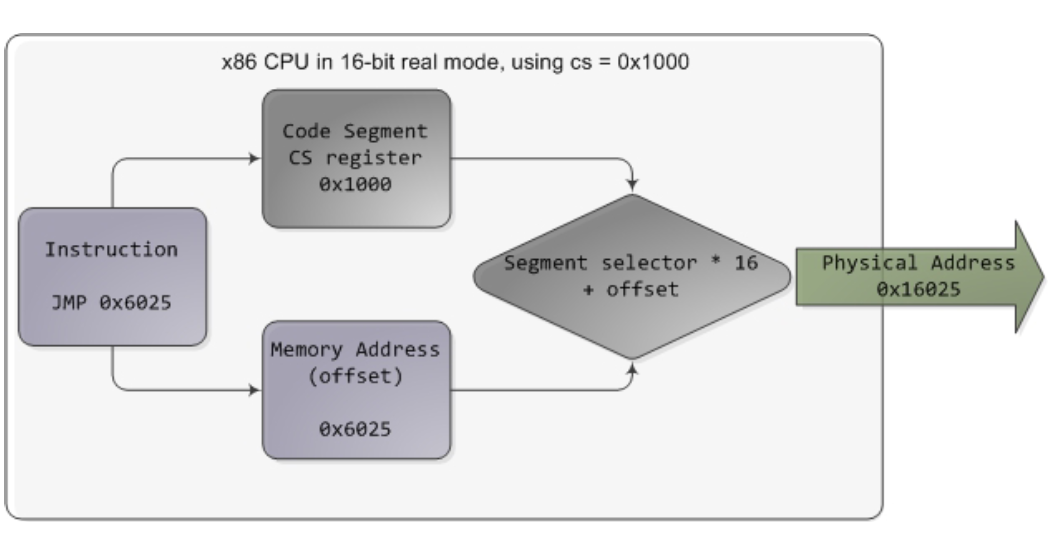 x86 CPU in 16-bit real mode, using cs = 0x1000
Code Segment
CS register
0x1000
Instruction
JMP 0x6025
Segment selector * 16
+ offset
Physical Address
0x16025
Memory Address
(offset)
0x6025